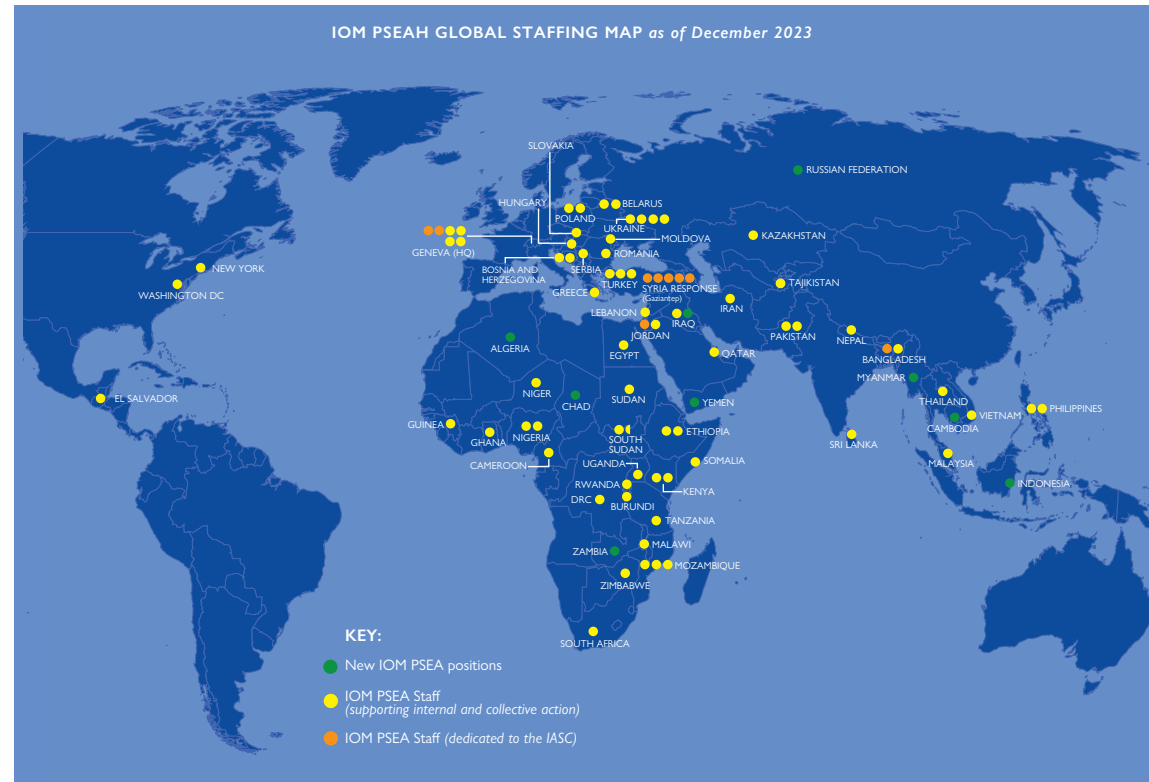 IOM PSEAH GLOBAL STAFFING MAP as of December 2023
SLOVAKIA
RUSSIAN FEDERATION
HUNGARY
BELARUS
POLAND
UKRAINE
MOLDOVA
KAZAKHSTAN
GENEVA (HQ)
ROMANIA
NEW YORK
BOSNIA AND
HERZEGOVINA
SERBIA
TURKEY
SYRIA RESPONSE
(Gaziantep)
TAJIKISTAN
WASHINGTON DC
GREECE
IRAN
LEBANON
IRAQ
JORDAN
PAKISTAN
NEPAL
ALGERIA
EGYPT
QATAR
BANGLADESH
MYANMAR
NIGER
CHAD
SUDAN
YEMEN
THAILAND
EL SALVADOR
PHILIPPINES
VIETNAM
CAMBODIA
GUINEA
GHANA
NIGERIA
SOUTH
SUDAN
ETHIOPIA
SRI LANKA
CAMEROON
UGANDA
SOMALIA
MALAYSIA
RWANDA
KENYA
INDONESIA
DRC
BURUNDI
TANZANIA
MALAWI
ZAMBIA
MOZAMBIQUE
ZIMBABWE
SOUTH AFRICA
KEY:
New IOM PSEA positions
IOM PSEA Staff
(supporting internal and collective action)
IOM PSEA Staff (dedicated to the IASC)